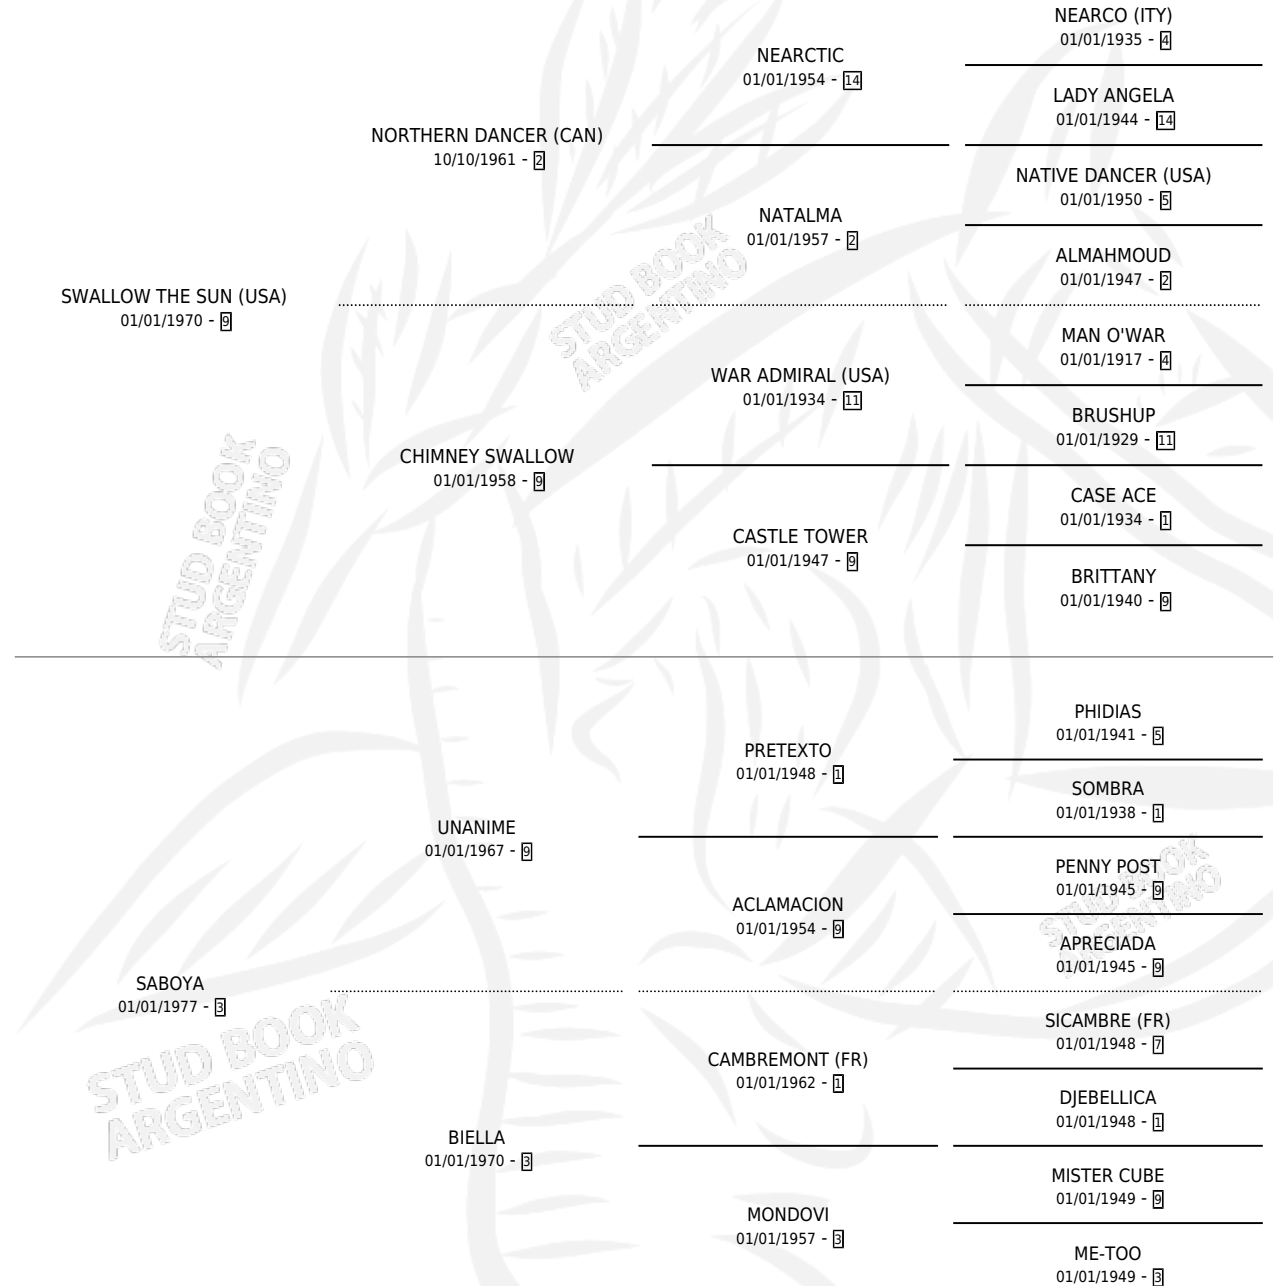 NEARCO (ITY)
01/01/1935 - 4
NEARCTIC
01/01/1954 - 14
LADY ANGELA
01/01/1944 - 14
NORTHERN DANCER (CAN)
10/10/1961 - 2
NATIVE DANCER (USA)
01/01/1950 - 5
NATALMA
01/01/1957 - 2
ALMAHMOUD
01/01/1947 - 2
SWALLOW THE SUN (USA)
01/01/1970 - 9
MAN O'WAR
01/01/1917 - 4
WAR ADMIRAL (USA)
01/01/1934 - 11
BRUSHUP
01/01/1929 - 11
CHIMNEY SWALLOW
01/01/1958 - 9
CASE ACE
01/01/1934 - 1
CASTLE TOWER
01/01/1947 - 9
BRITTANY
01/01/1940 - 9
PHIDIAS
01/01/1941 - 5
PRETEXTO
01/01/1948 - 1
SOMBRA
01/01/1938 - 1
UNANIME
01/01/1967 - 9
PENNY POST
01/01/1945 - 9
ACLAMACION
01/01/1954 - 9
APRECIADA
01/01/1945 - 9
SABOYA
01/01/1977 - 3
SICAMBRE (FR)
01/01/1948 - 7
CAMBREMONT (FR)
01/01/1962 - 1
DJEBELLICA
01/01/1948 - 1
BIELLA
01/01/1970 - 3
MISTER CUBE
01/01/1949 - 9
MONDOVI
01/01/1957 - 3
ME-TOO
01/01/1949 - 3
STUD BOOK
ARGENTINO
STUD BOOK
ARGENTINO
STUD BOOK
ARGENTINO
STUD BOOK
ARGENTINO